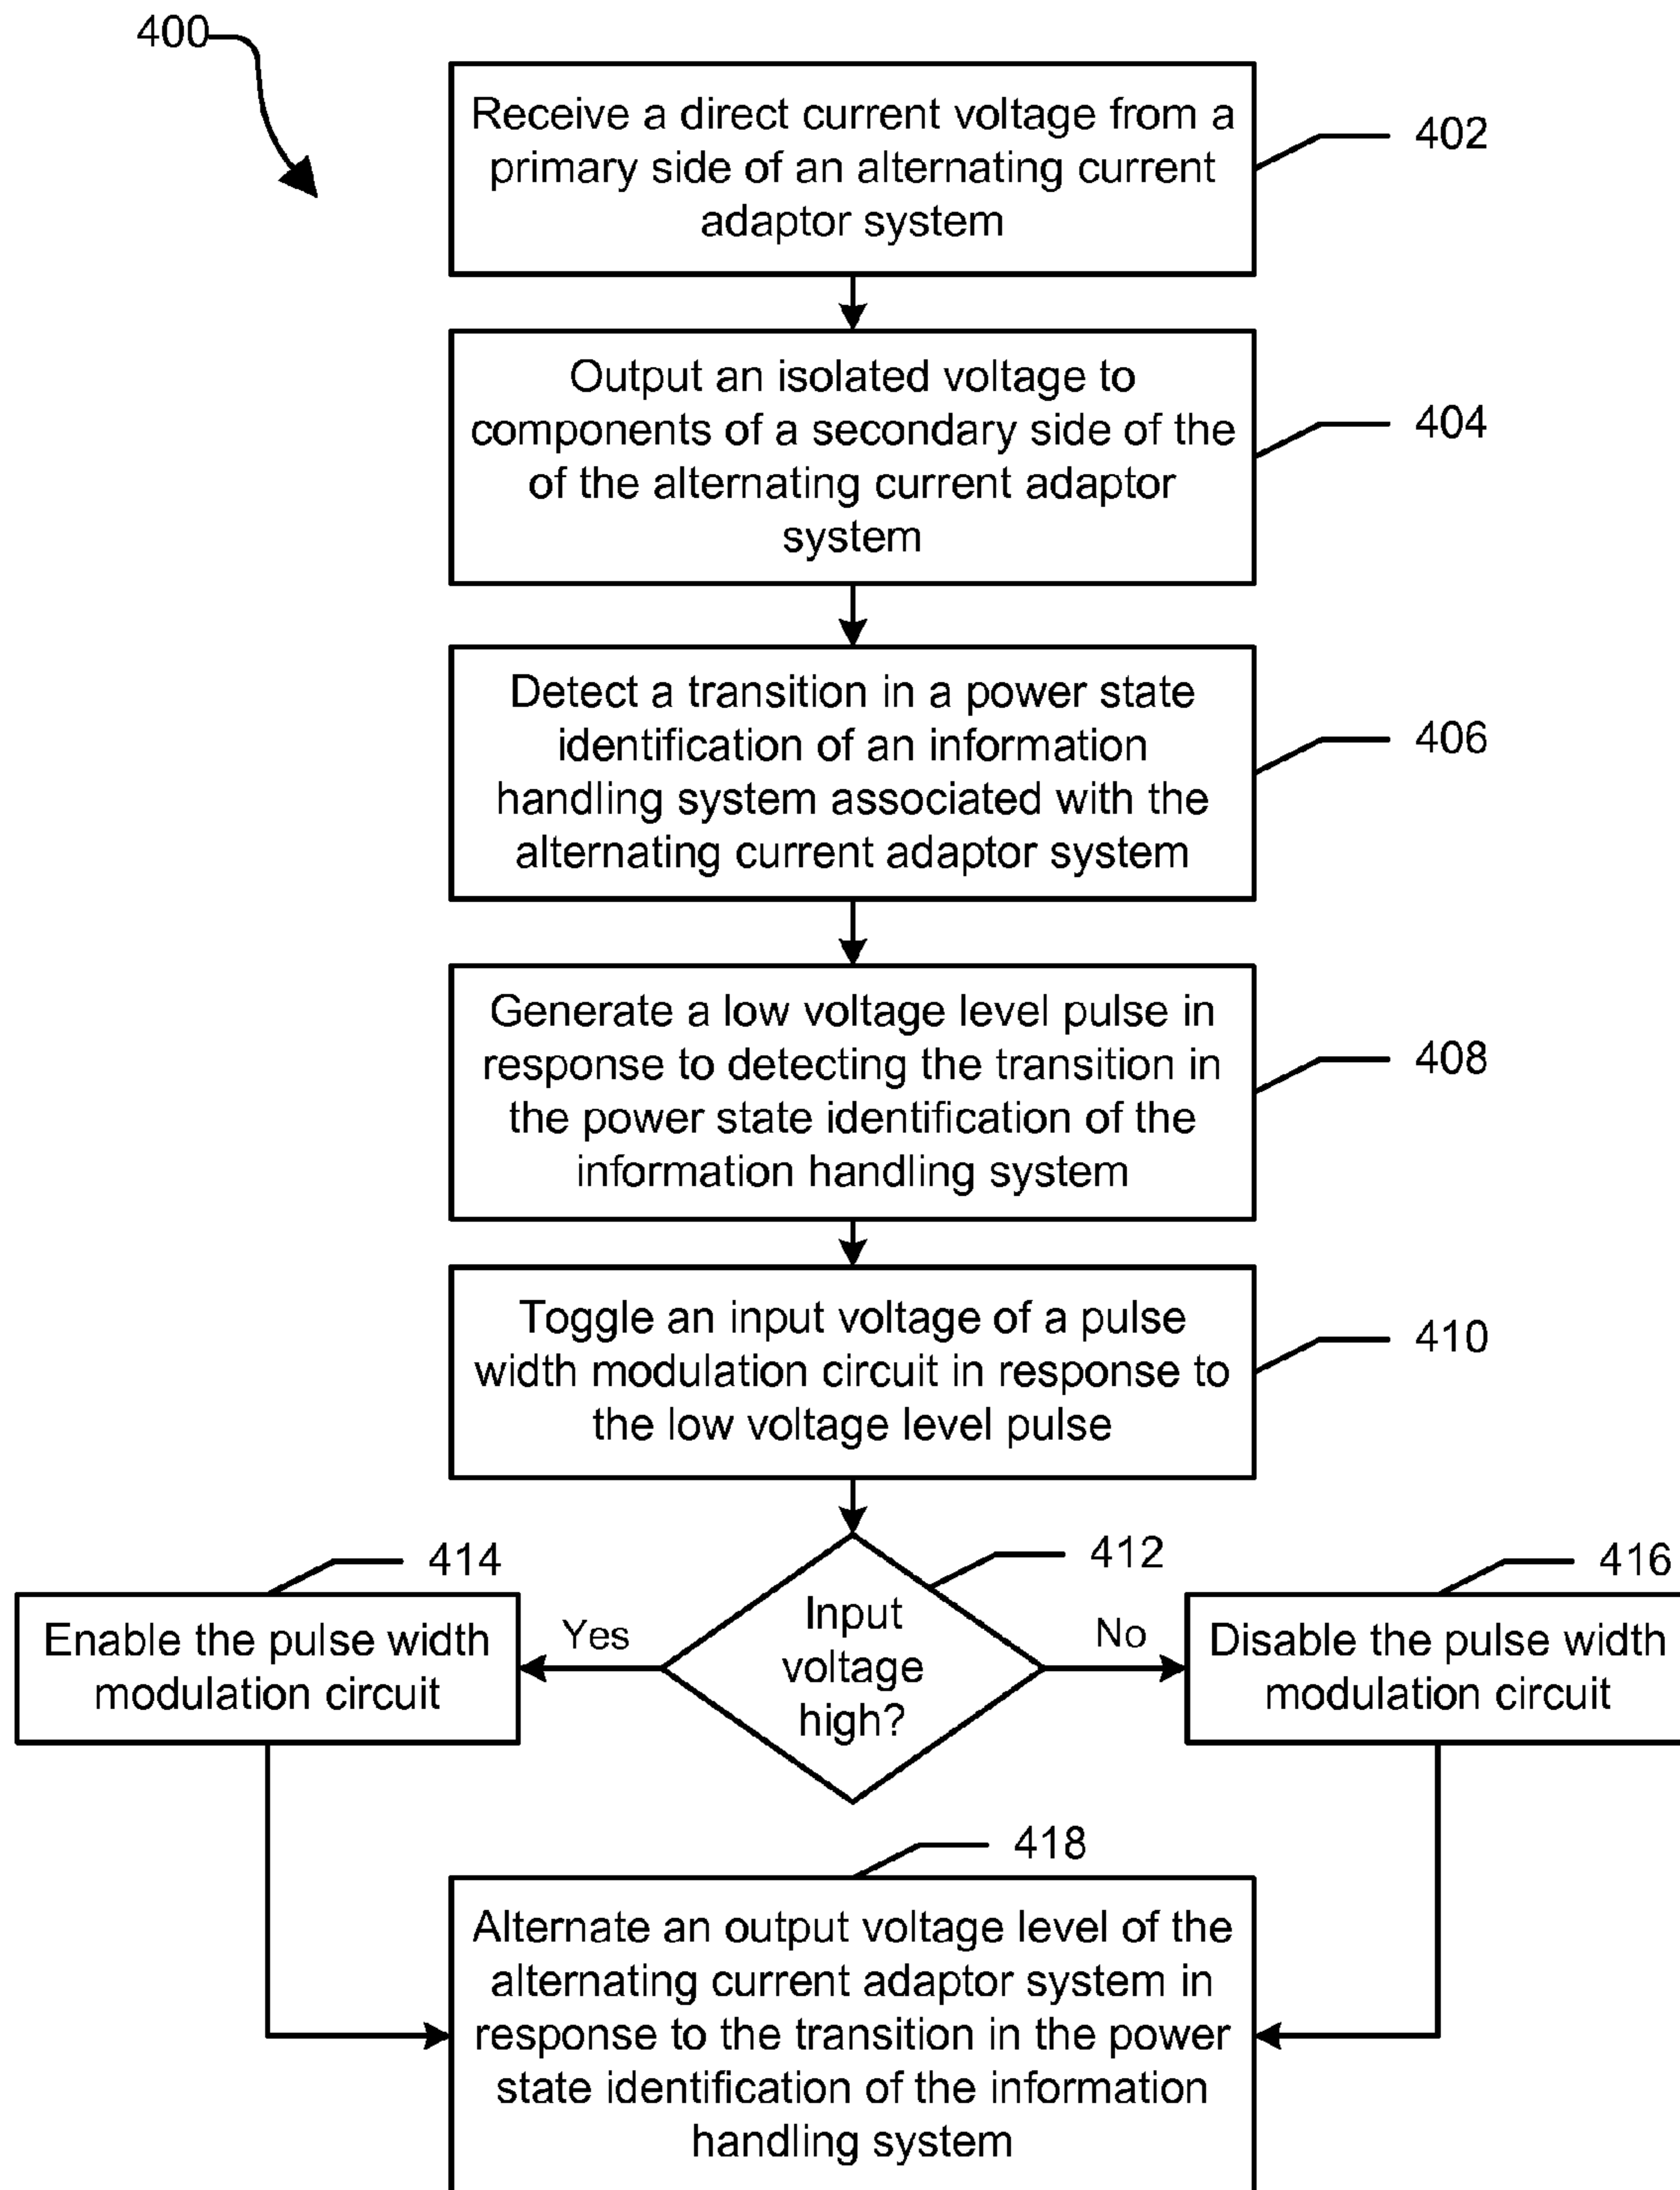 400
Receive a direct current voltage from a
primary side of an alternating current
adaptor system
402
Output an isolated voltage to
components of a secondary side of the
of the alternating current adaptor
system
404
Detect a transition in a power state
identification of an information
handling system associated with the
alternating current adaptor system
406
Generate a low voltage level pulse in
response to detecting the transition in
the power state identification of the
information handling system
408
Toggle an input voltage of a pulse
width modulation circuit in response to
the low voltage level pulse
410
412
Input
voltage
high?
Yes
No
414
Enable the pulse width
modulation circuit
416
Disable the pulse width
modulation circuit
418
Alternate an output voltage level of the
alternating current adaptor system in
response to the transition in the power
state identification of the information
handling system